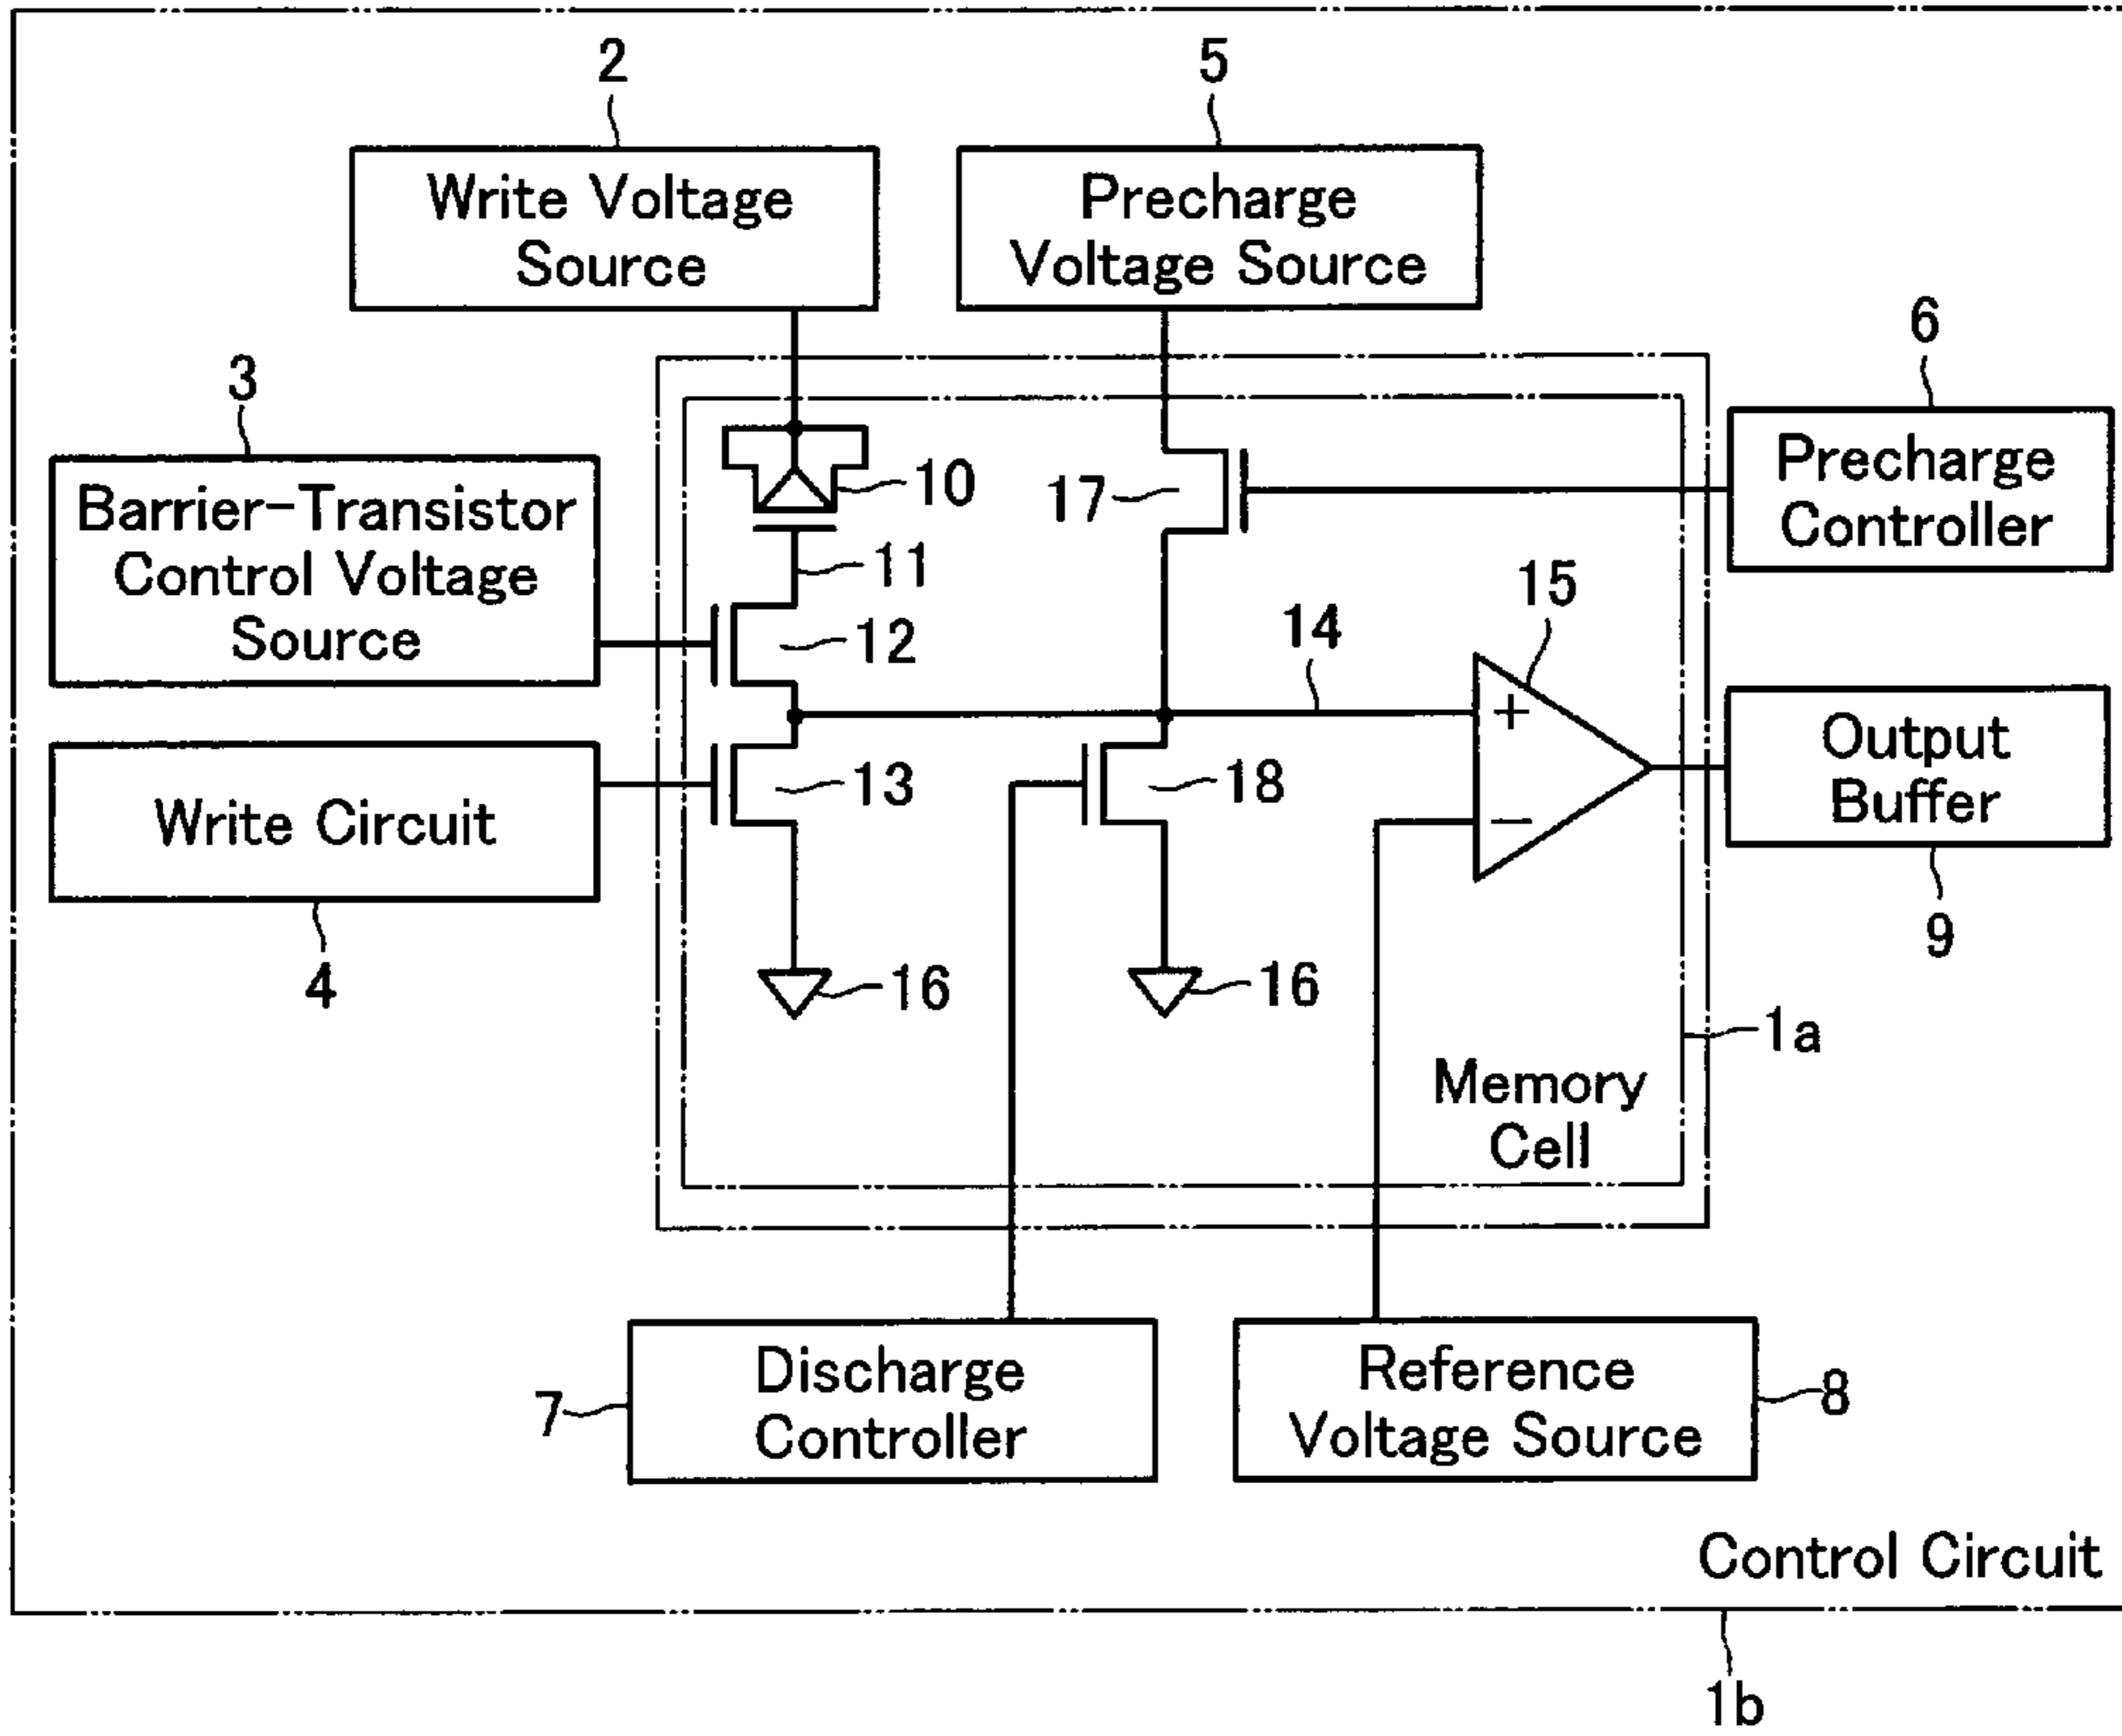 2
5
Write Voltage
Source
Precharge
Voltage Source
6
3
Precharge
Controller
Barrier-Transistor
Control Voltage
Source
10
17
11
15
12
14
+
Output
Buffer
13
18
Write Circuit
−
9
4
16
16
1a
Memory
Cell
Discharge
Controller
7
Reference
Voltage Source
8
Control Circuit
1b